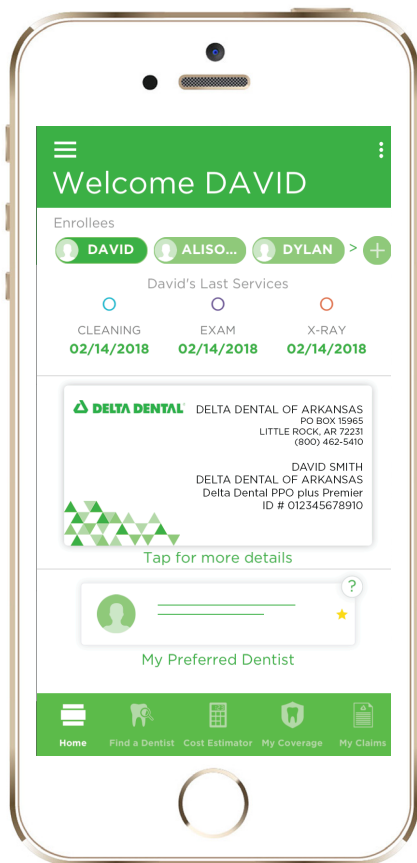 Welcome DAVID
Enrollees
DAVID
ALISO...
DYLAN
>
+
David's Last Services
CLEANING
EXAM
X-RAY
02/14/2018
02/14/2018
02/14/2018
DELTA DENTAL
DELTA DENTAL OF ARKANSAS
PO BOX 15965
LITTLE ROCK, AR 72231
(800) 462-5410
DAVID SMITH
DELTA DENTAL OF ARKANSAS
Delta Dental PPO plus Premier
ID # 012345678910
Tap for more details
?
My Preferred Dentist
Home
Find a Dentist
Cost Estimator
My Coverage
My Claims